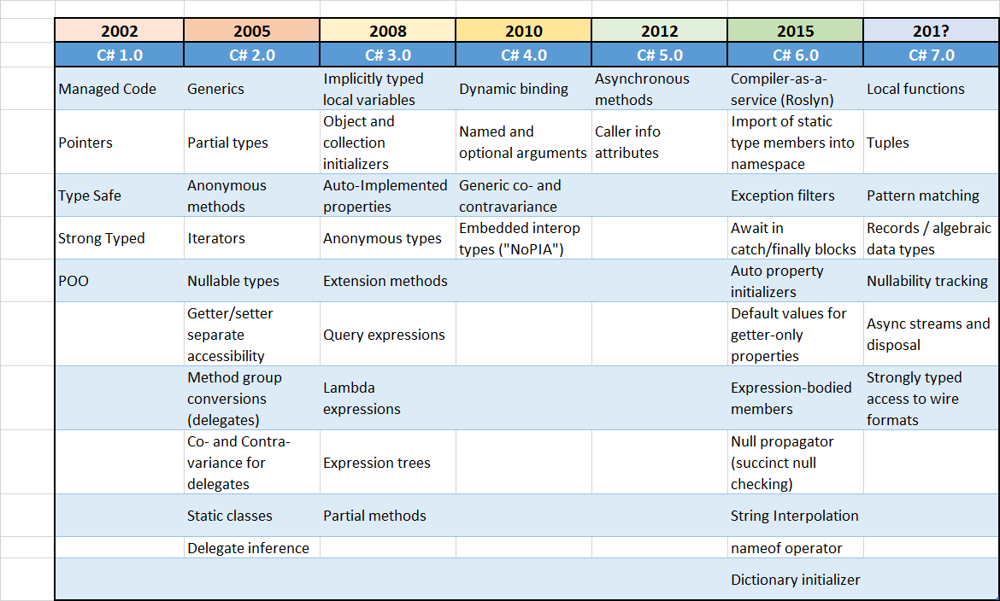 2002 2005 2008 2010 2012 2015 201?
C# 1.0 C# 2.0 C# 3.0 C# 4.0 C# 5.0 C# 6.0 C# 7.0
Managed Code
Generics
Implicitly typed
local variables
Dynamic binding
Asynchronous
methods
Compiler-as-a-
service (Roslyn)
Local functions
Pointers
Partial types
Object and
collection
initializers
Named and
optional arguments
Caller info
attributes
Import of static
type members into
namespace
Tuples
Type Safe
Anonymous
methods
Auto-Implemented
properties
Generic co- and
contravariance
Exception filters
Pattern matching
Strong Typed
Iterators
Anonymous types
Embedded interop
types ("NoPIA")
Await in
catch/finally blocks
Records / algebraic
data types
POO
Nullable types
Extension methods
Auto property
initializers
Nullability tracking
Getter/setter
separate
accessibility
Query expressions
Default values for
getter-only
properties
Async streams and
disposal
Method group
conversions
(delegates)
Lambda
expressions
Expression-bodied
members
Strongly typed
access to wire
formats
Co- and Contra-
variance for
delegates
Expression trees
Null propagator
(succinct null
checking)
Static classes
Partial methods
String Interpolation
Delegate inference
nameof operator
Dictionary initializer